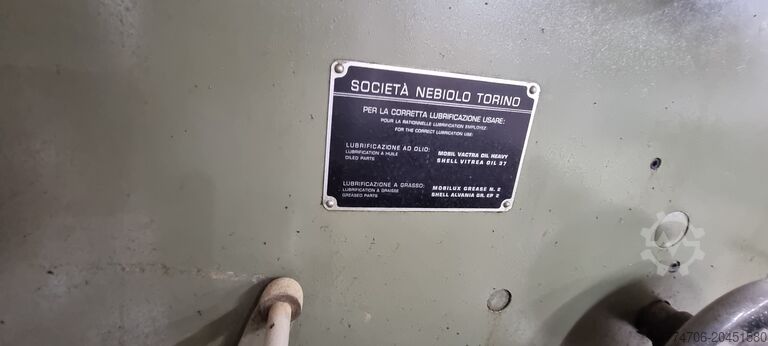 SOCIETÀ NEBIOLO TORINO
PER LA CORRETTA LUBRIFICAZIONE USARE:
POUR LA RATIONNELLE LUBRIFICATION EMPLOYEZ:
FOR THE CORRECT LUBRICATION USE:
LUBRIFICAZIONE AD OLIO: MOBIL VACTRA OIL HEAVY
LUBRIFICATION A HUILE SHELL VITREA OIL 37
OILED PARTS
LUBRIFICAZIONE A GRASSO: MOBILUX GREASE N. 2
LUBRIFICATION A GRAISSE SHELL ALVANIA GR. EP 2
GREASED PARTS
74706-20451580